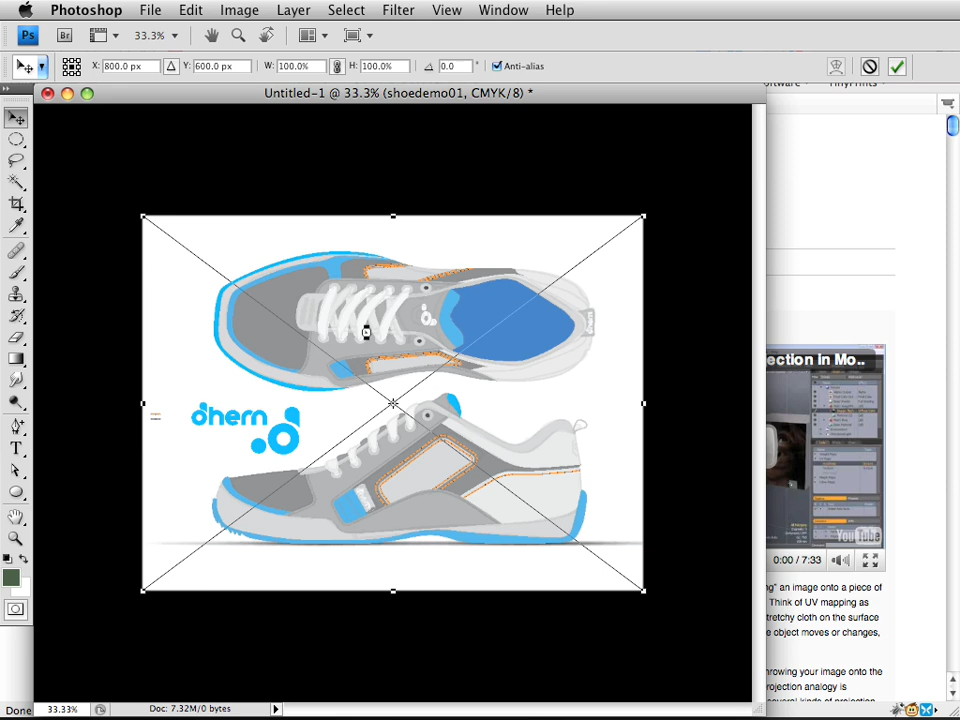 Photoshop File Edit Image Layer Select Filter View Window Help
Ps Br 33.3%
X: 800.0 px Y: 600.0 px W: 100.0% H: 100.0% 0.0 ° Anti-alias
Untitled-1 @ 33.3% (shoedemo01, CMYK/8) *
dhern
ection in Mo..
YouTube
0:00 / 7:33
ng" an image onto a piece of
Think of UV mapping as
tretchy cloth on the surface
e object moves or changes,
hrowing your image onto the
rojection analogy is
Done 33.33% Doc: 7.32M/0 bytes